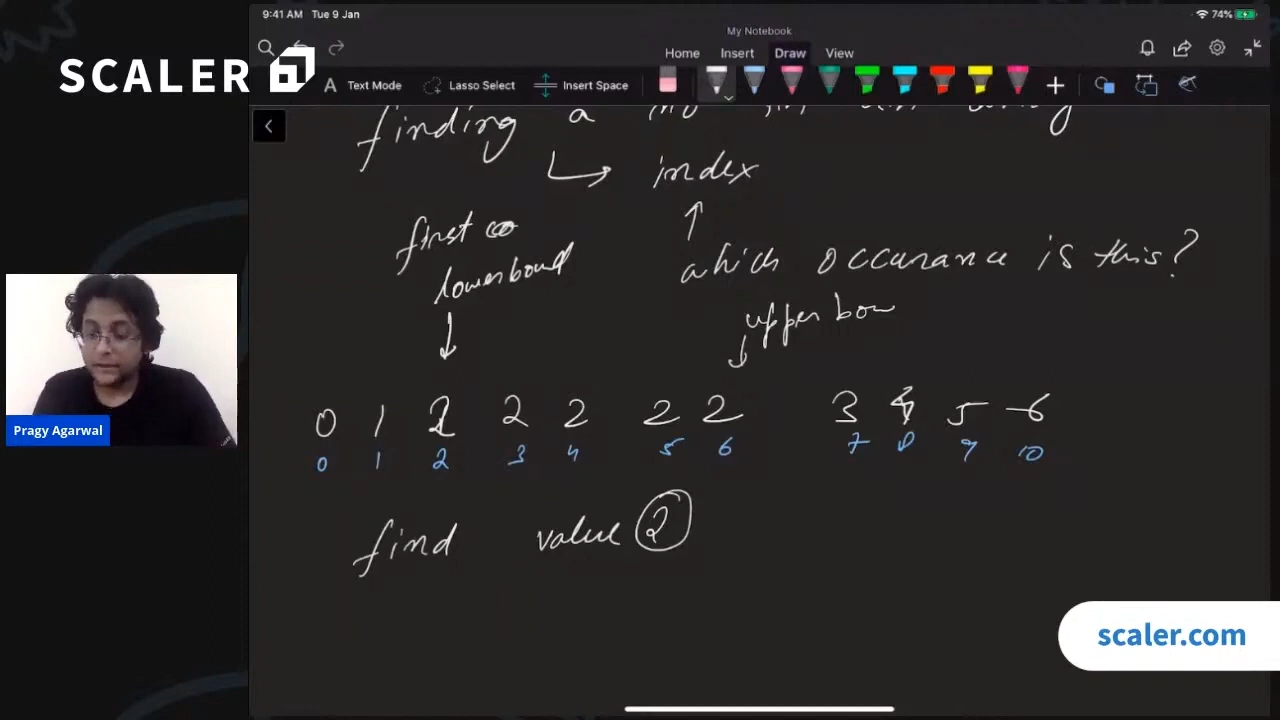 9:41 AM Tue 9 Jan
74%
My Notebook
SCALER
Home Insert Draw View
A Text Mode Lasso Select Insert Space
finding a
index
first
lowerbound
which occurance is this?
upper bou
0 1 2 2 2 2 2 3 4 5 6
0 1 2 3 4 5 6 7 8 9 10
find value 2
Pragy Agarwal
scaler.com